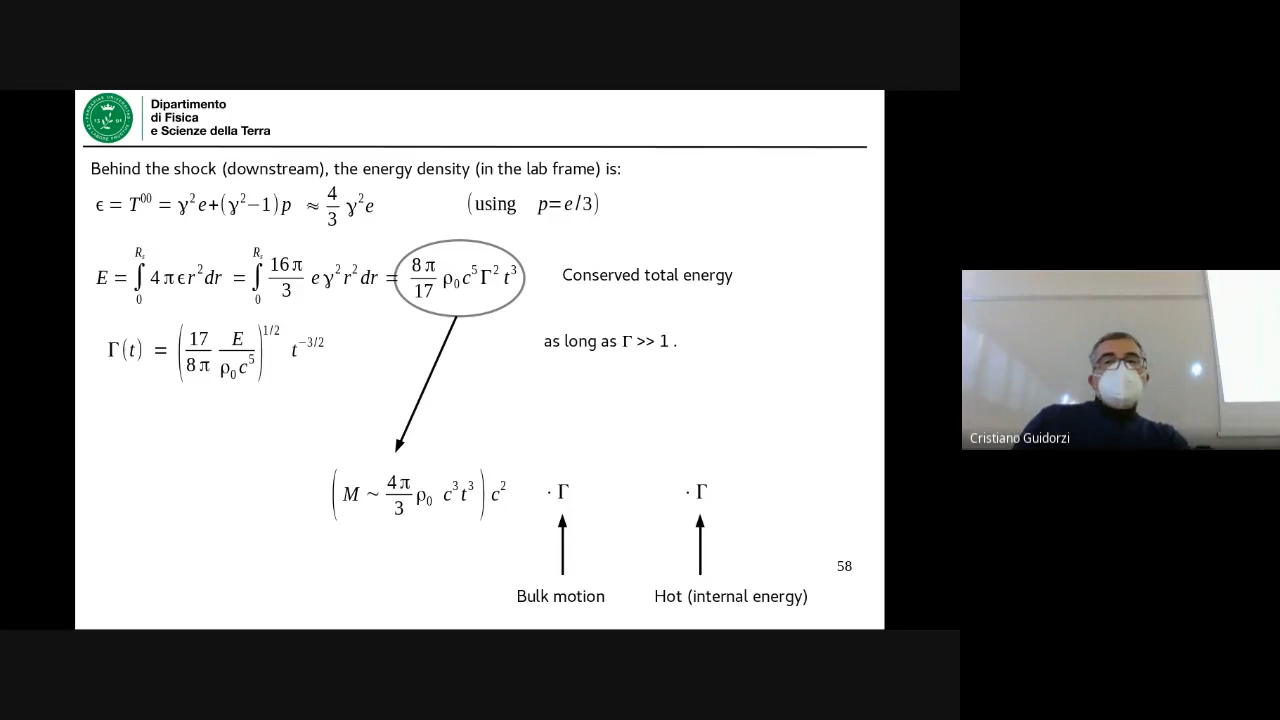 Dipartimento
di Fisica
e Scienze della Terra
Behind the shock (downstream), the energy density (in the lab frame) is:
ϵ = T⁰⁰ = γ²e+(γ²−1)p ≈ 4/3 γ²e (using p=e/3)
E = ∫₀^{R_s} 4πϵr²dr = ∫₀^{R_s} 16π/3 eγ²r²dr = 8π/17 ρ₀c⁵Γ²t³ Conserved total energy
Γ(t) = (17/8π E/ρ₀c⁵)^{1/2} t^{−3/2} as long as Γ >> 1 .
(M ~ 4π/3 ρ₀ c³t³) c² · Γ · Γ
58
Bulk motion Hot (internal energy)
Cristiano Guidorzi